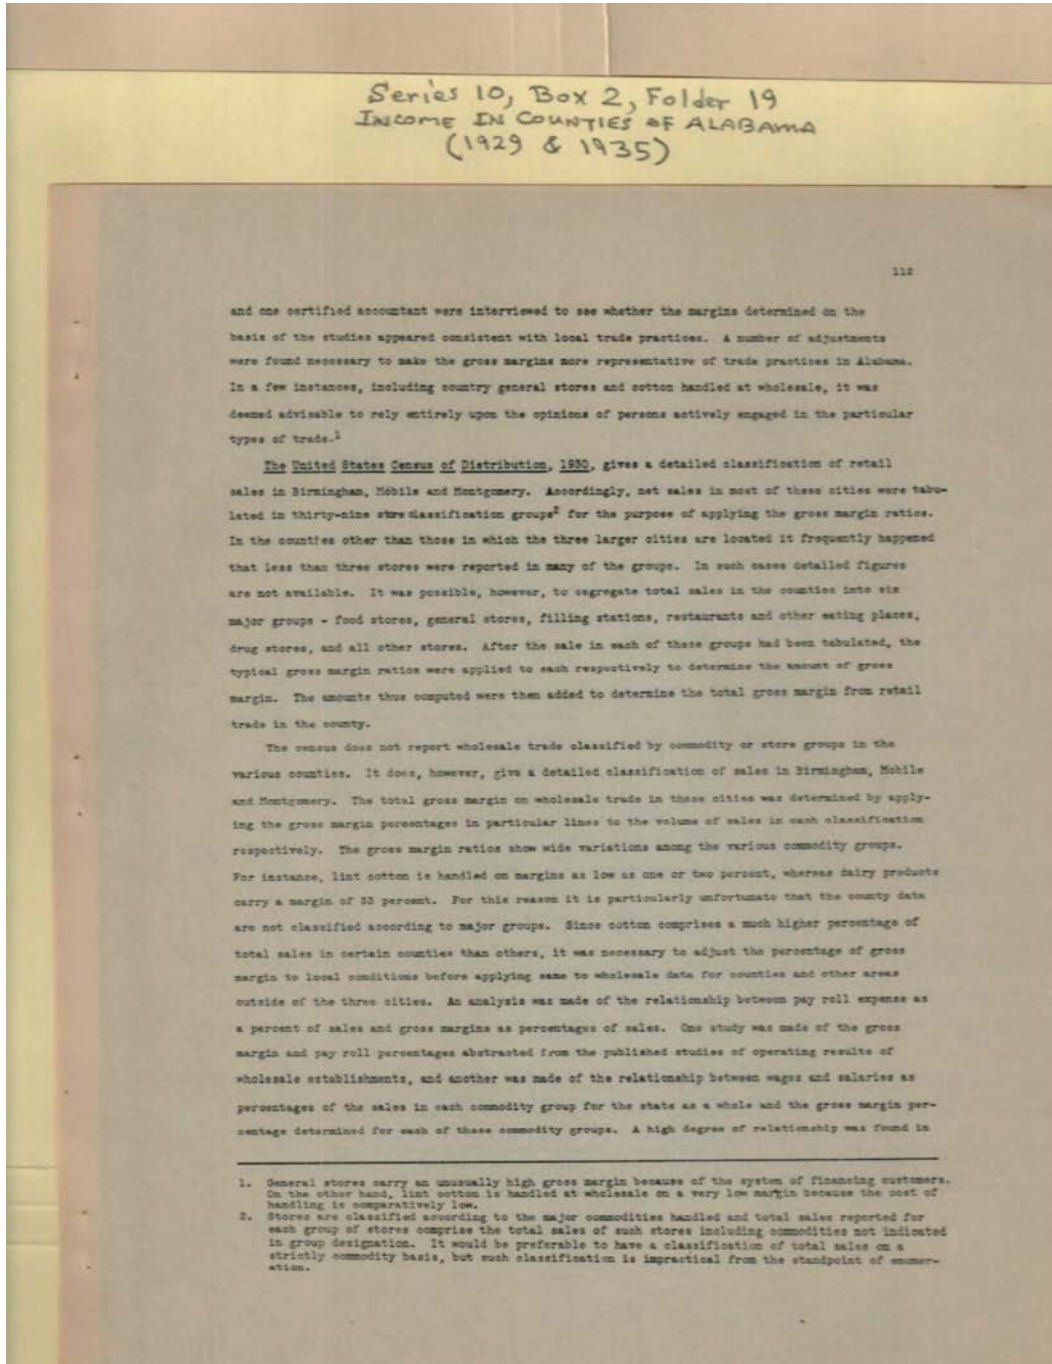 Series 10, Box 2, Folder 19
INCOME IN COUNTIES OF ALABAMA
(1929 & 1935)
112
and one certified accountant were interviewed to see whether the margins determined on the
basis of the studies appeared consistent with local trade practices. A number of adjustments
were found necessary to make the gross margins more representative of trade practices in Alabama.
In a few instances, including country general stores and cotton handled at wholesale, it was
deemed advisable to rely entirely upon the opinions of persons actively engaged in the particular
types of trade.1
The United States Census of Distribution, 1930, gives a detailed classification of retail
sales in Birmingham, Mobile and Montgomery. Accordingly, net sales in most of these cities were tabu-
lated in thirty-nine store classification groups2 for the purpose of applying the gross margin ratios.
In the counties other than those in which the three larger cities are located it frequently happened
that less than three stores were reported in many of the groups. In such cases detailed figures
are not available. It was possible, however, to segregate total sales in the counties into six
major groups - food stores, general stores, filling stations, restaurants and other eating places,
drug stores, and all other stores. After the sale in each of these groups had been tabulated, the
typical gross margin ratios were applied to each respectively to determine the amount of gross
margin. The amounts thus computed were then added to determine the total gross margin from retail
trade in the county.
The census does not report wholesale trade classified by commodity or store groups in the
various counties. It does, however, give a detailed classification of sales in Birmingham, Mobile
and Montgomery. The total gross margin on wholesale trade in these cities was determined by apply-
ing the gross margin percentages in particular lines to the volume of sales in each classification
respectively. The gross margin ratios show wide variations among the various commodity groups.
For instance, lint cotton is handled on margins as low as one or two percent, whereas dairy products
carry a margin of 33 percent. For this reason it is particularly unfortunate that the county data
are not classified according to major groups. Since cotton comprises a much higher percentage of
total sales in certain counties than others, it was necessary to adjust the percentage of gross
margin to local conditions before applying same to wholesale data for counties and other areas
outside of the three cities. An analysis was made of the relationship between pay roll expense as
a percent of sales and gross margins as percentages of sales. One study was made of the gross
margin and pay roll percentages abstracted from the published studies of operating results of
wholesale establishments, and another was made of the relationship between wages and salaries as
percentages of the sales in each commodity group for the state as a whole and the gross margin per-
centage determined for each of these commodity groups. A high degree of relationship was found in
1. General stores carry an unusually high gross margin because of the system of financing customers.
On the other hand, lint cotton is handled at wholesale on a very low margin because the cost of
handling is comparatively low.
2. Stores are classified according to the major commodities handled and total sales reported for
each group of stores comprise the total sales of such stores including commodities not indicated
in group designation. It would be preferable to have a classification of total sales on a
strictly commodity basis, but such classification is impractical from the standpoint of enumer-
ation.